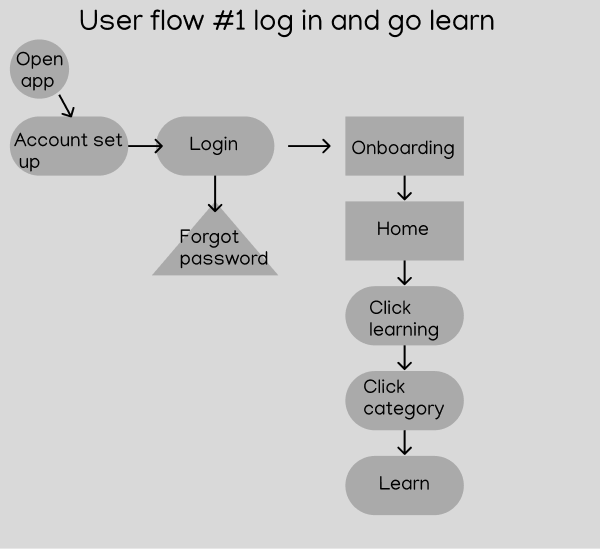 User flow #1 log in and go learn
Open
app
Account set
up
Login
Onboarding
Forgot
password
Home
Click
learning
Click
category
Learn